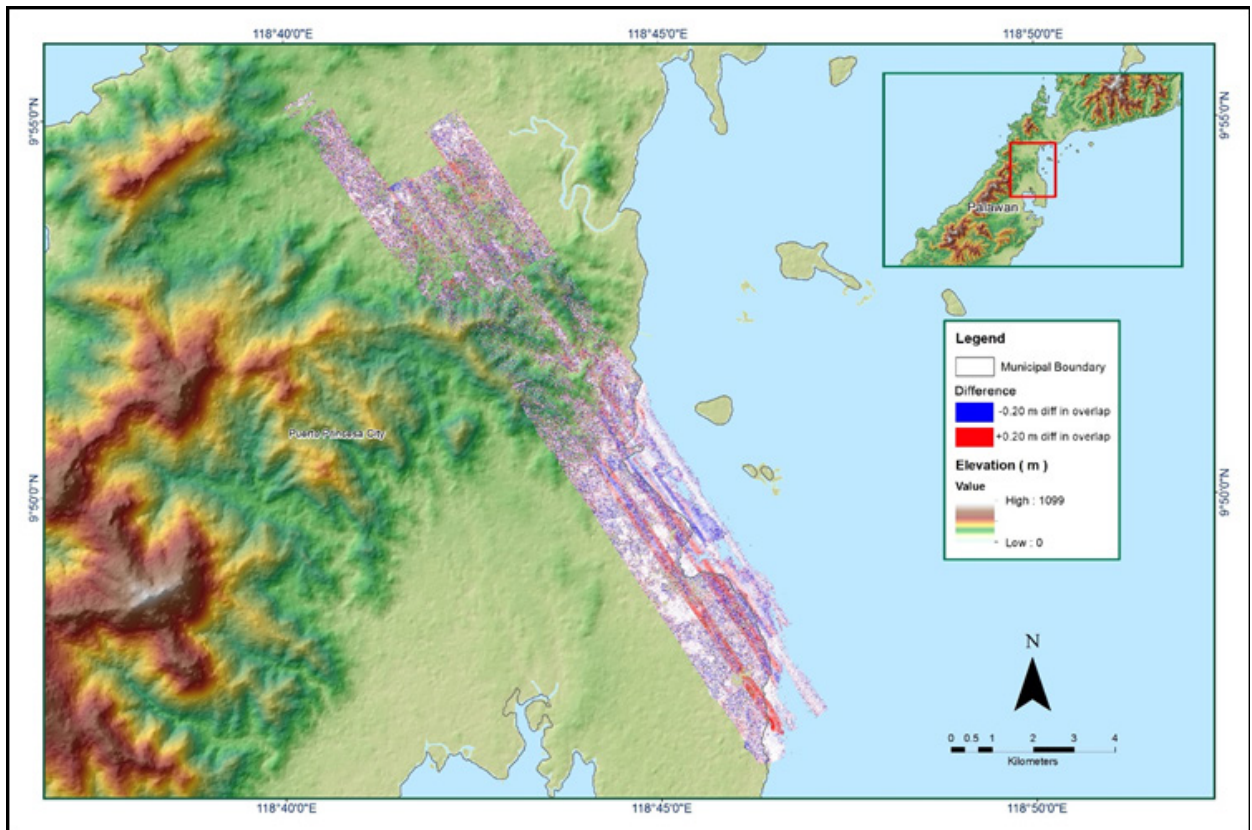 118°40'0"E 118°45'0"E 118°50'0"E
9°55'0"N 9°55'0"N
Palawan
Legend
Municipal Boundary
Difference
-0.20 m diff in overlap
+0.20 m diff in overlap
Puerto Princesa City
Elevation ( m )
Value
9°50'0"N 9°50'0"N
High : 1099
Low : 0
N
0 0.5 1 2 3 4
Kilometers
118°40'0"E 118°45'0"E 118°50'0"E